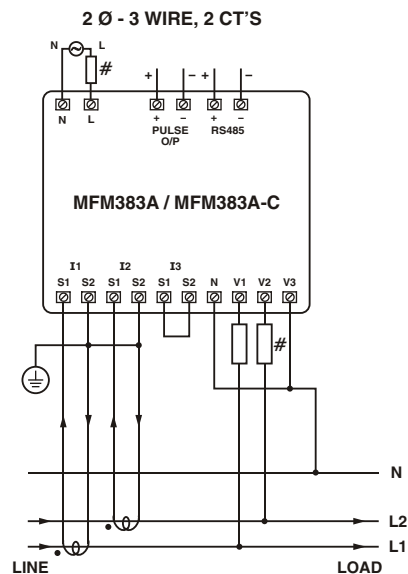 2 Ø - 3 WIRE, 2 CT'S
N L
#
+ - + -
N L + - + -
PULSE O/P RS485
MFM383A / MFM383A-C
I1 I2 I3
S1 S2 S1 S2 S1 S2 N V1 V2 V3
#
N
L2
L1
LINE LOAD